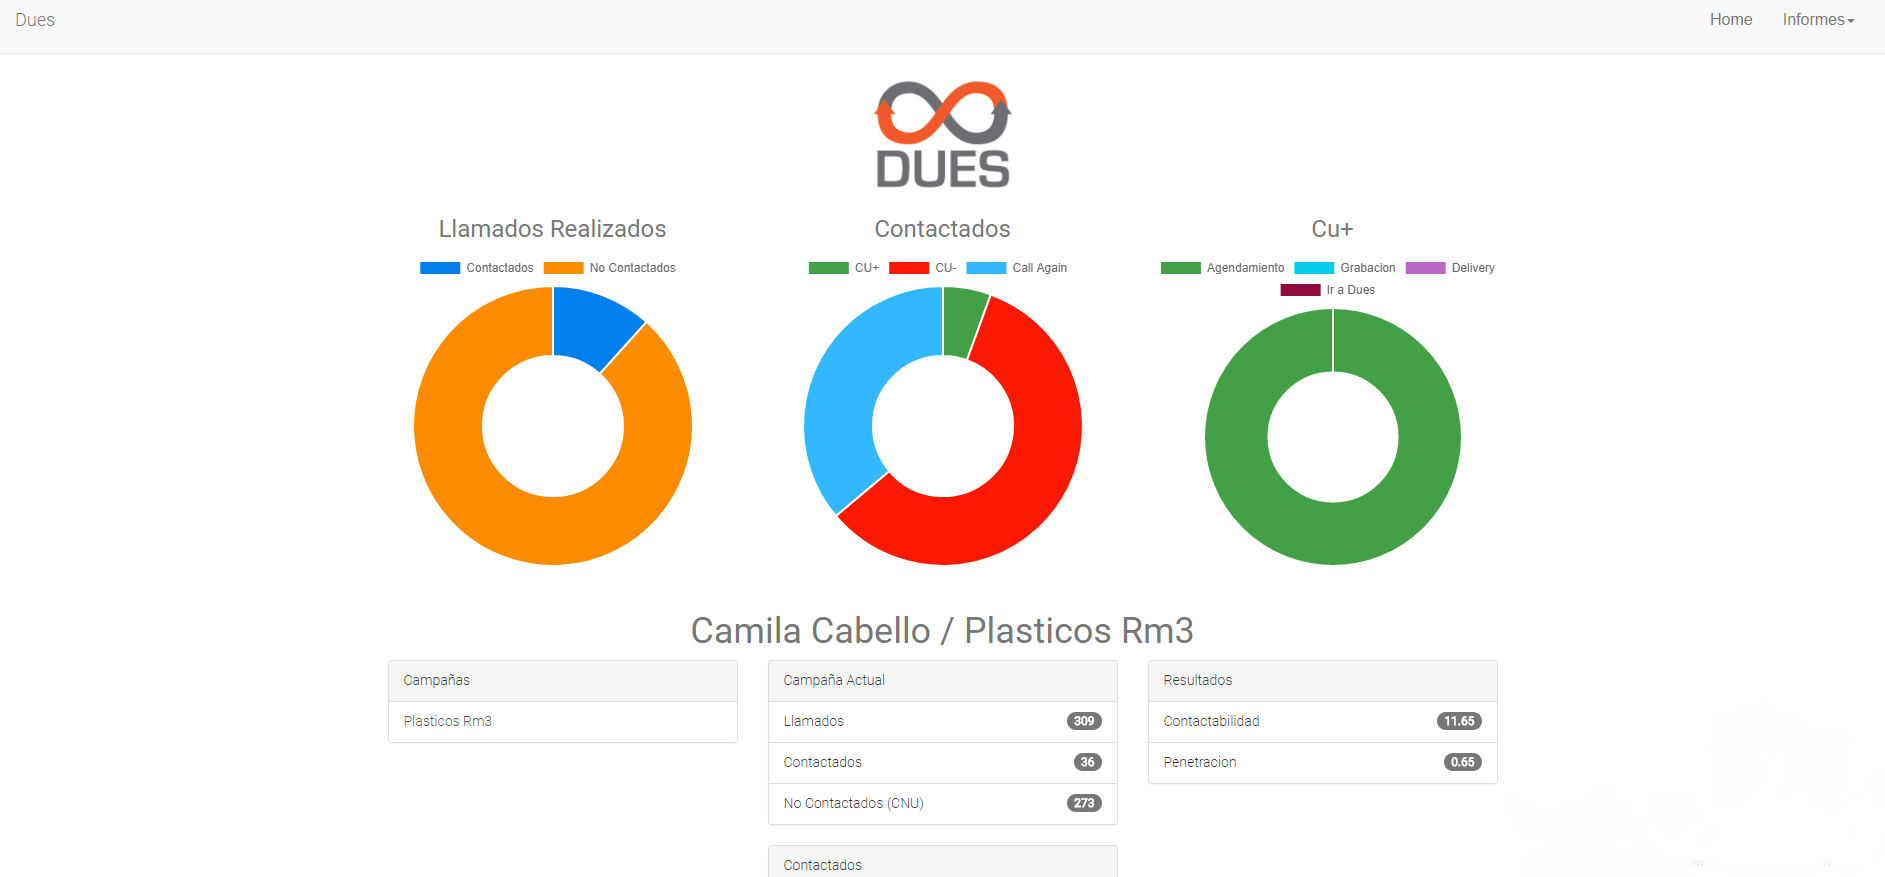 Dues
Home Informes
DUES
Llamados Realizados
Contactados No Contactados
Contactados
CU+ CU- Call Again
Cu+
Agendamiento Grabacion Delivery
Ir a Dues
Camila Cabello / Plasticos Rm3
Campañas
Plasticos Rm3
Campaña Actual
Llamados 309
Contactados 36
No Contactados (CNU) 273
Contactados
Resultados
Contactabilidad 11.65
Penetracion 0.65